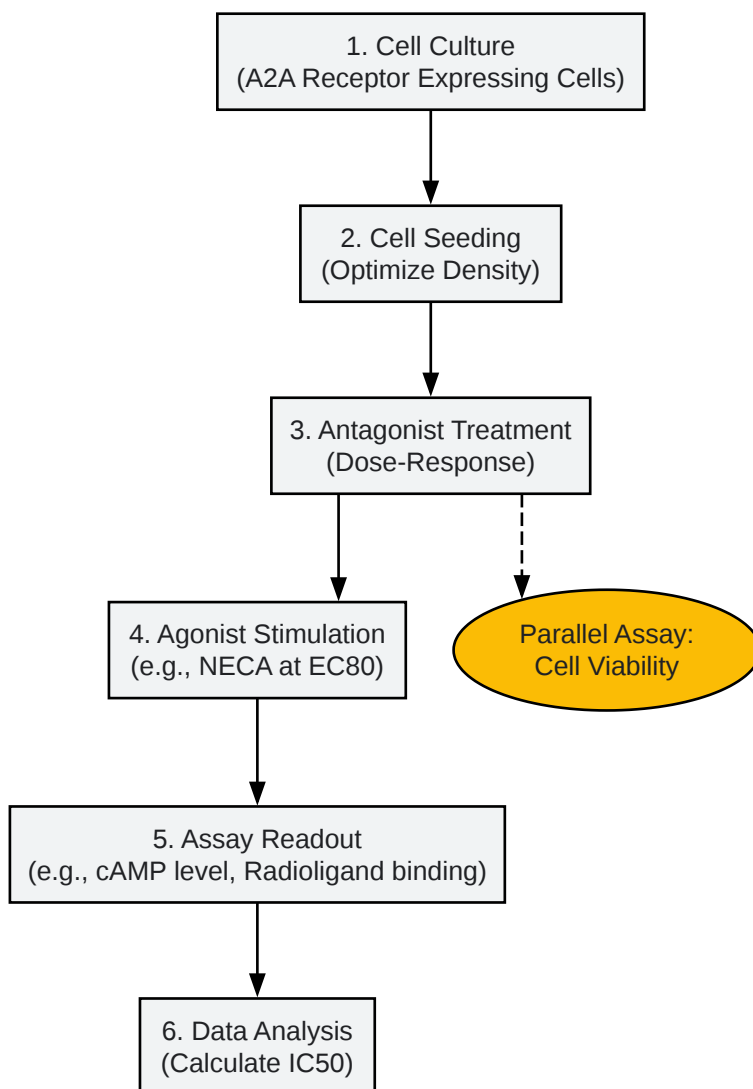 1. Cell Culture
(A2A Receptor Expressing Cells)
2. Cell Seeding
(Optimize Density)
3. Antagonist Treatment
(Dose-Response)
4. Agonist Stimulation
(e.g., NECA at EC80)
Parallel Assay:
Cell Viability
5. Assay Readout
(e.g., cAMP level, Radioligand binding)
6. Data Analysis
(Calculate IC50)